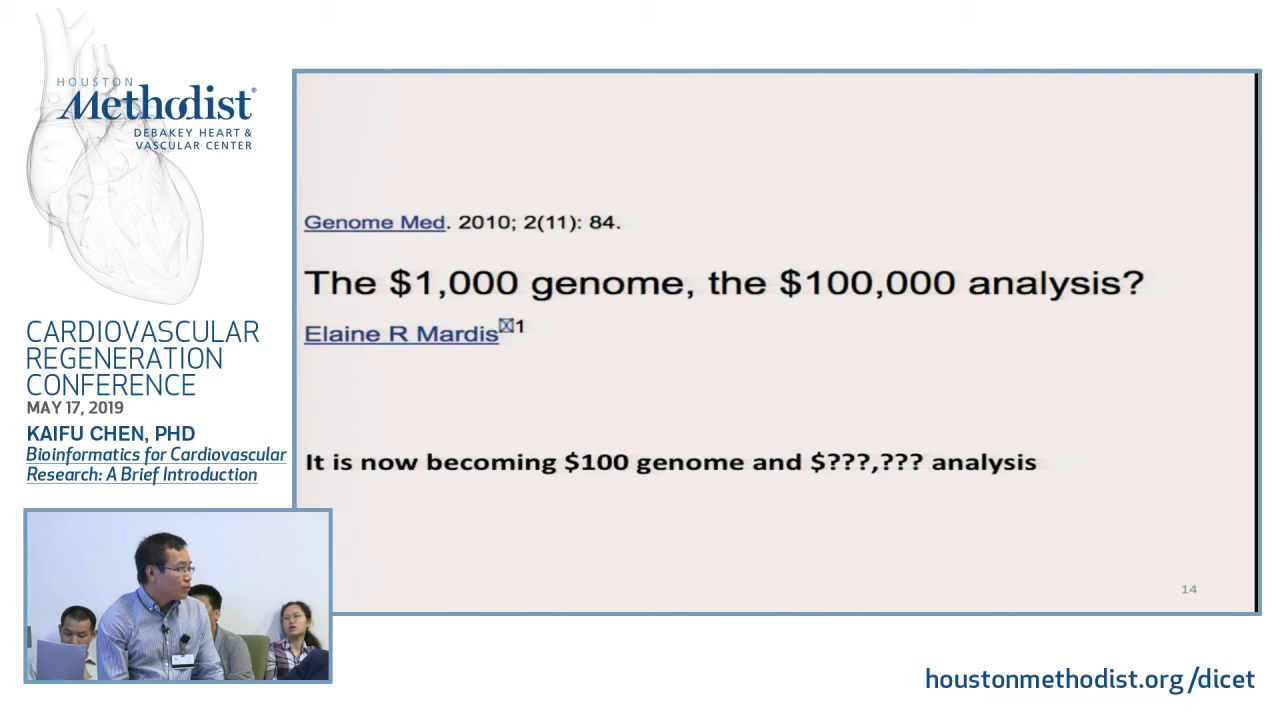 HOUSTON
Methodist®
DEBAKEY HEART &
VASCULAR CENTER
CARDIOVASCULAR
REGENERATION
CONFERENCE
MAY 17, 2019
KAIFU CHEN, PHD
Bioinformatics for Cardiovascular
Research: A Brief Introduction
Genome Med. 2010; 2(11): 84.
The $1,000 genome, the $100,000 analysis?
Elaine R Mardis✉1
It is now becoming $100 genome and $???,??? analysis
14
houstonmethodist.org/dicet